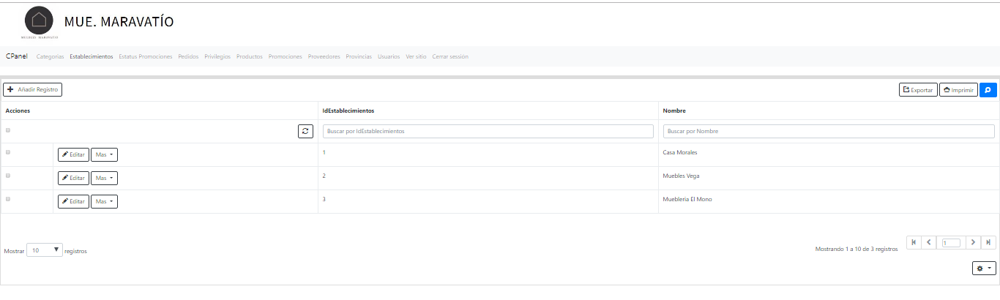 MUEBLES MARAVATÍO
MUE. MARAVATÍO
CPanel Categorias Establecimientos Estatus Promociones Pedidos Privilegios Productos Promociones Proveedores Provincias Usuarios Ver sitio Cerrar sessión
Añadir Registro Exportar Imprimir
Acciones IdEstablecimientos Nombre
Buscar por IdEstablecimientos Buscar por Nombre
Editar Mas 1 Casa Morales
Editar Mas 2 Muebles Vega
Editar Mas 3 Muebleria El Mono
Mostrar 10 registros Mostrando 1 a 10 de 3 registros 1